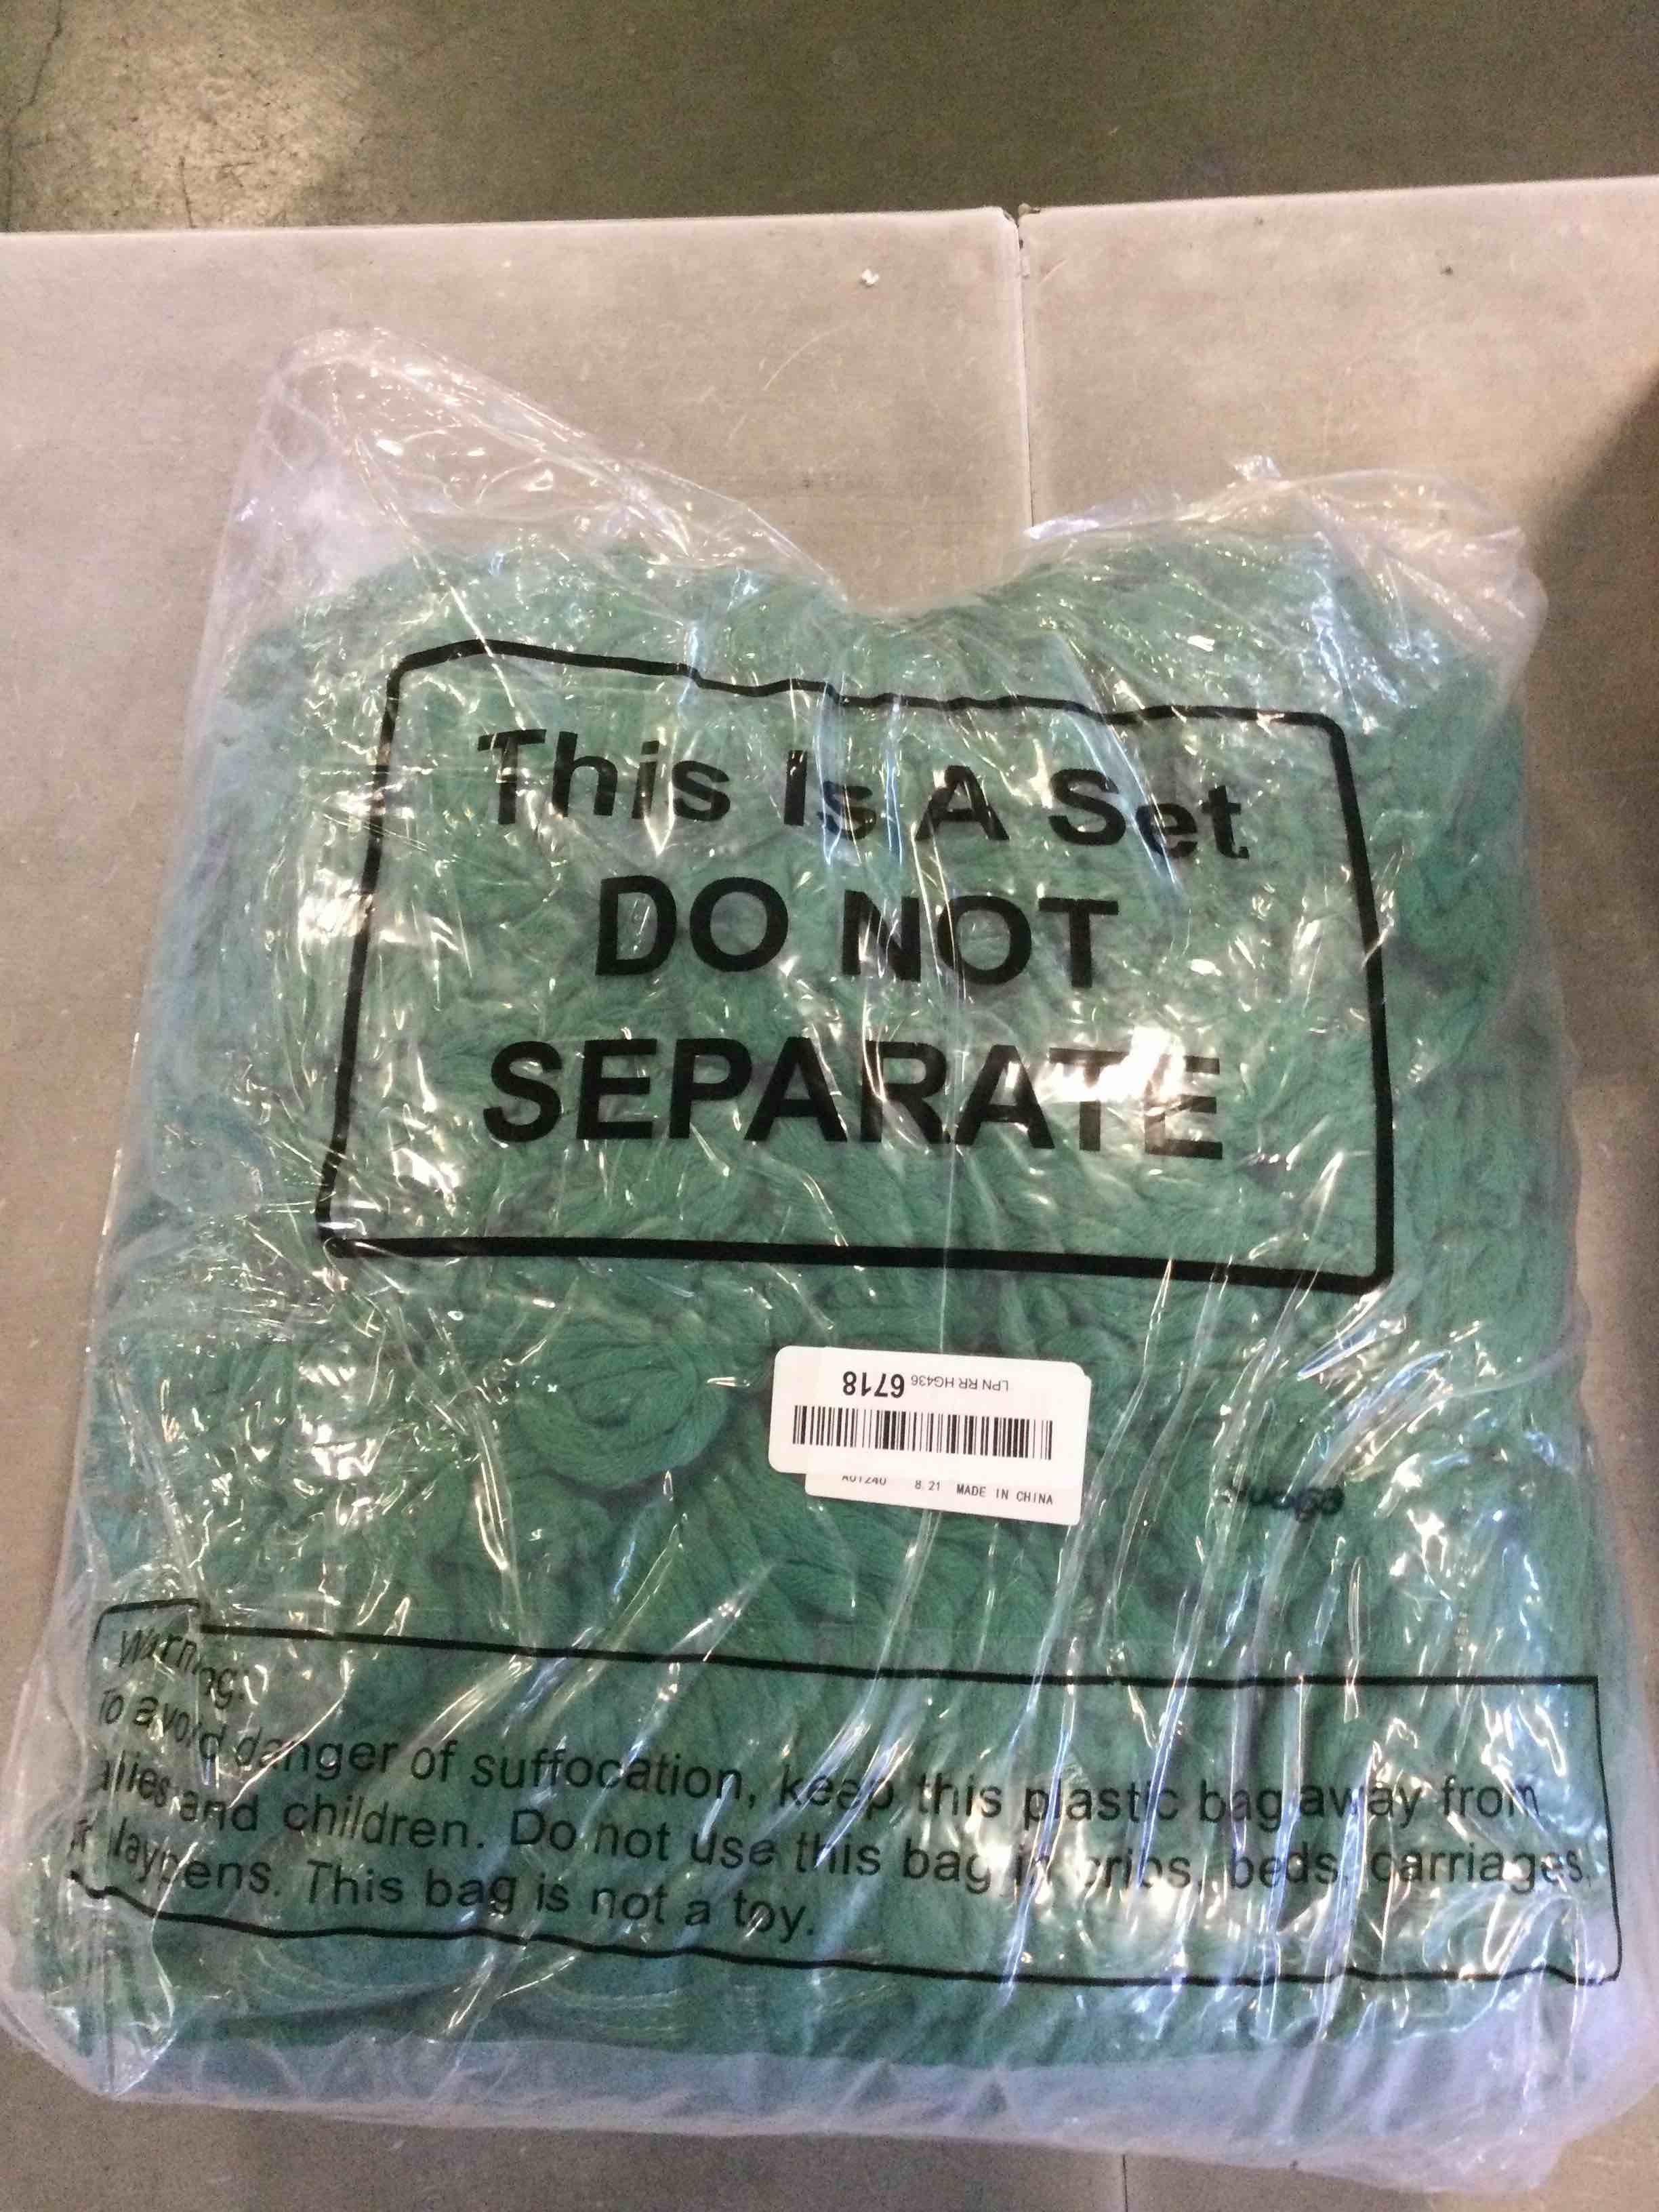 This Is A Set
DO NOT
SEPARATE
LPN RR HG436 6718
8.21 MADE IN CHINA
Warning:
To avoid danger of suffocation, keep this plastic bag away from
and children. Do not use this bag in cribs, beds, carriages,
This bag is not a toy.